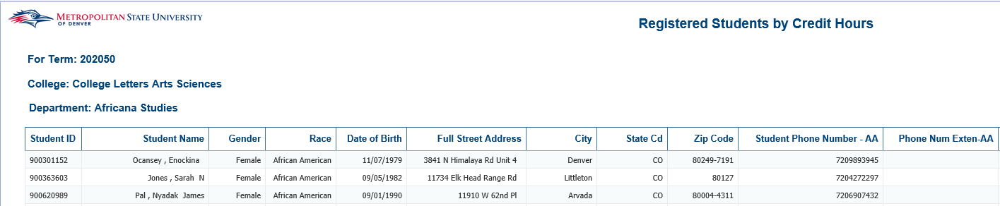 METROPOLITAN STATE UNIVERSITY
OF DENVER
Registered Students by Credit Hours
For Term: 202050
College: College Letters Arts Sciences
Department: Africana Studies
Student ID Student Name Gender Race Date of Birth Full Street Address City State Cd Zip Code Student Phone Number - AA Phone Num Exten-AA
900301152 Ocansey , Enockina Female African American 11/07/1979 3841 N Himalaya Rd Unit 4 Denver CO 80249-7191 7209893945
900363603 Jones , Sarah N Female African American 09/05/1982 11734 Elk Head Range Rd Littleton CO 80127 7204272297
900620989 Pal , Nyadak James Female African American 09/01/1990 11910 W 62nd Pl Arvada CO 80004-4311 7206907432